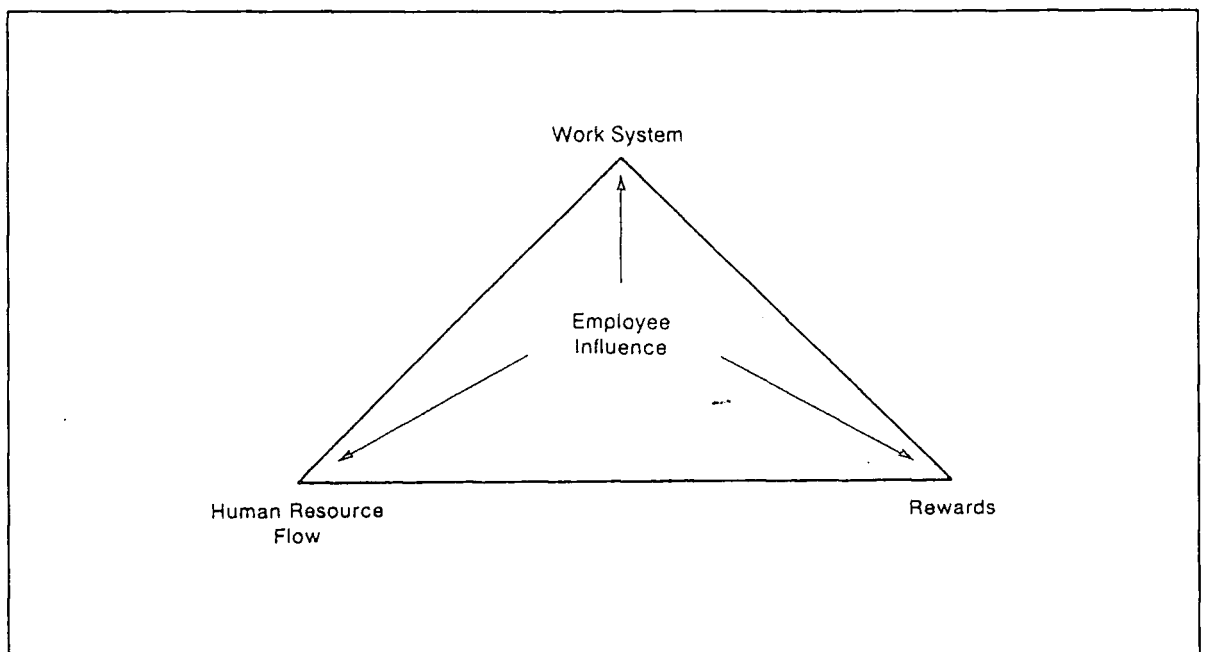 Work System
Employee
Influence
Human Resource
Flow
Rewards